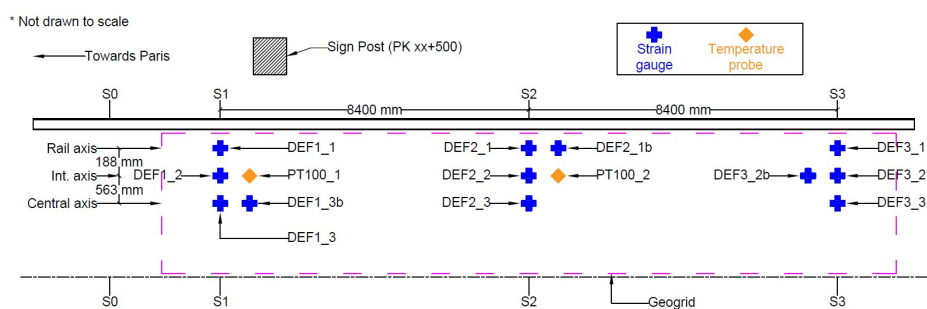 * Not drawn to scale
Towards Paris
Sign Post (PK xx+500)
Strain
gauge
Temperature
probe
S0
S1
S2
S3
8400 mm
8400 mm
Rail axis
188 mm
Int. axis
563 mm
Central axis
DEF1_1
DEF1_2
PT100_1
DEF1_3b
DEF1_3
DEF2_1
DEF2_1b
DEF2_2
PT100_2
DEF2_3
DEF3_1
DEF3_2b
DEF3_2
DEF3_3
S0
S1
S2
S3
Geogrid